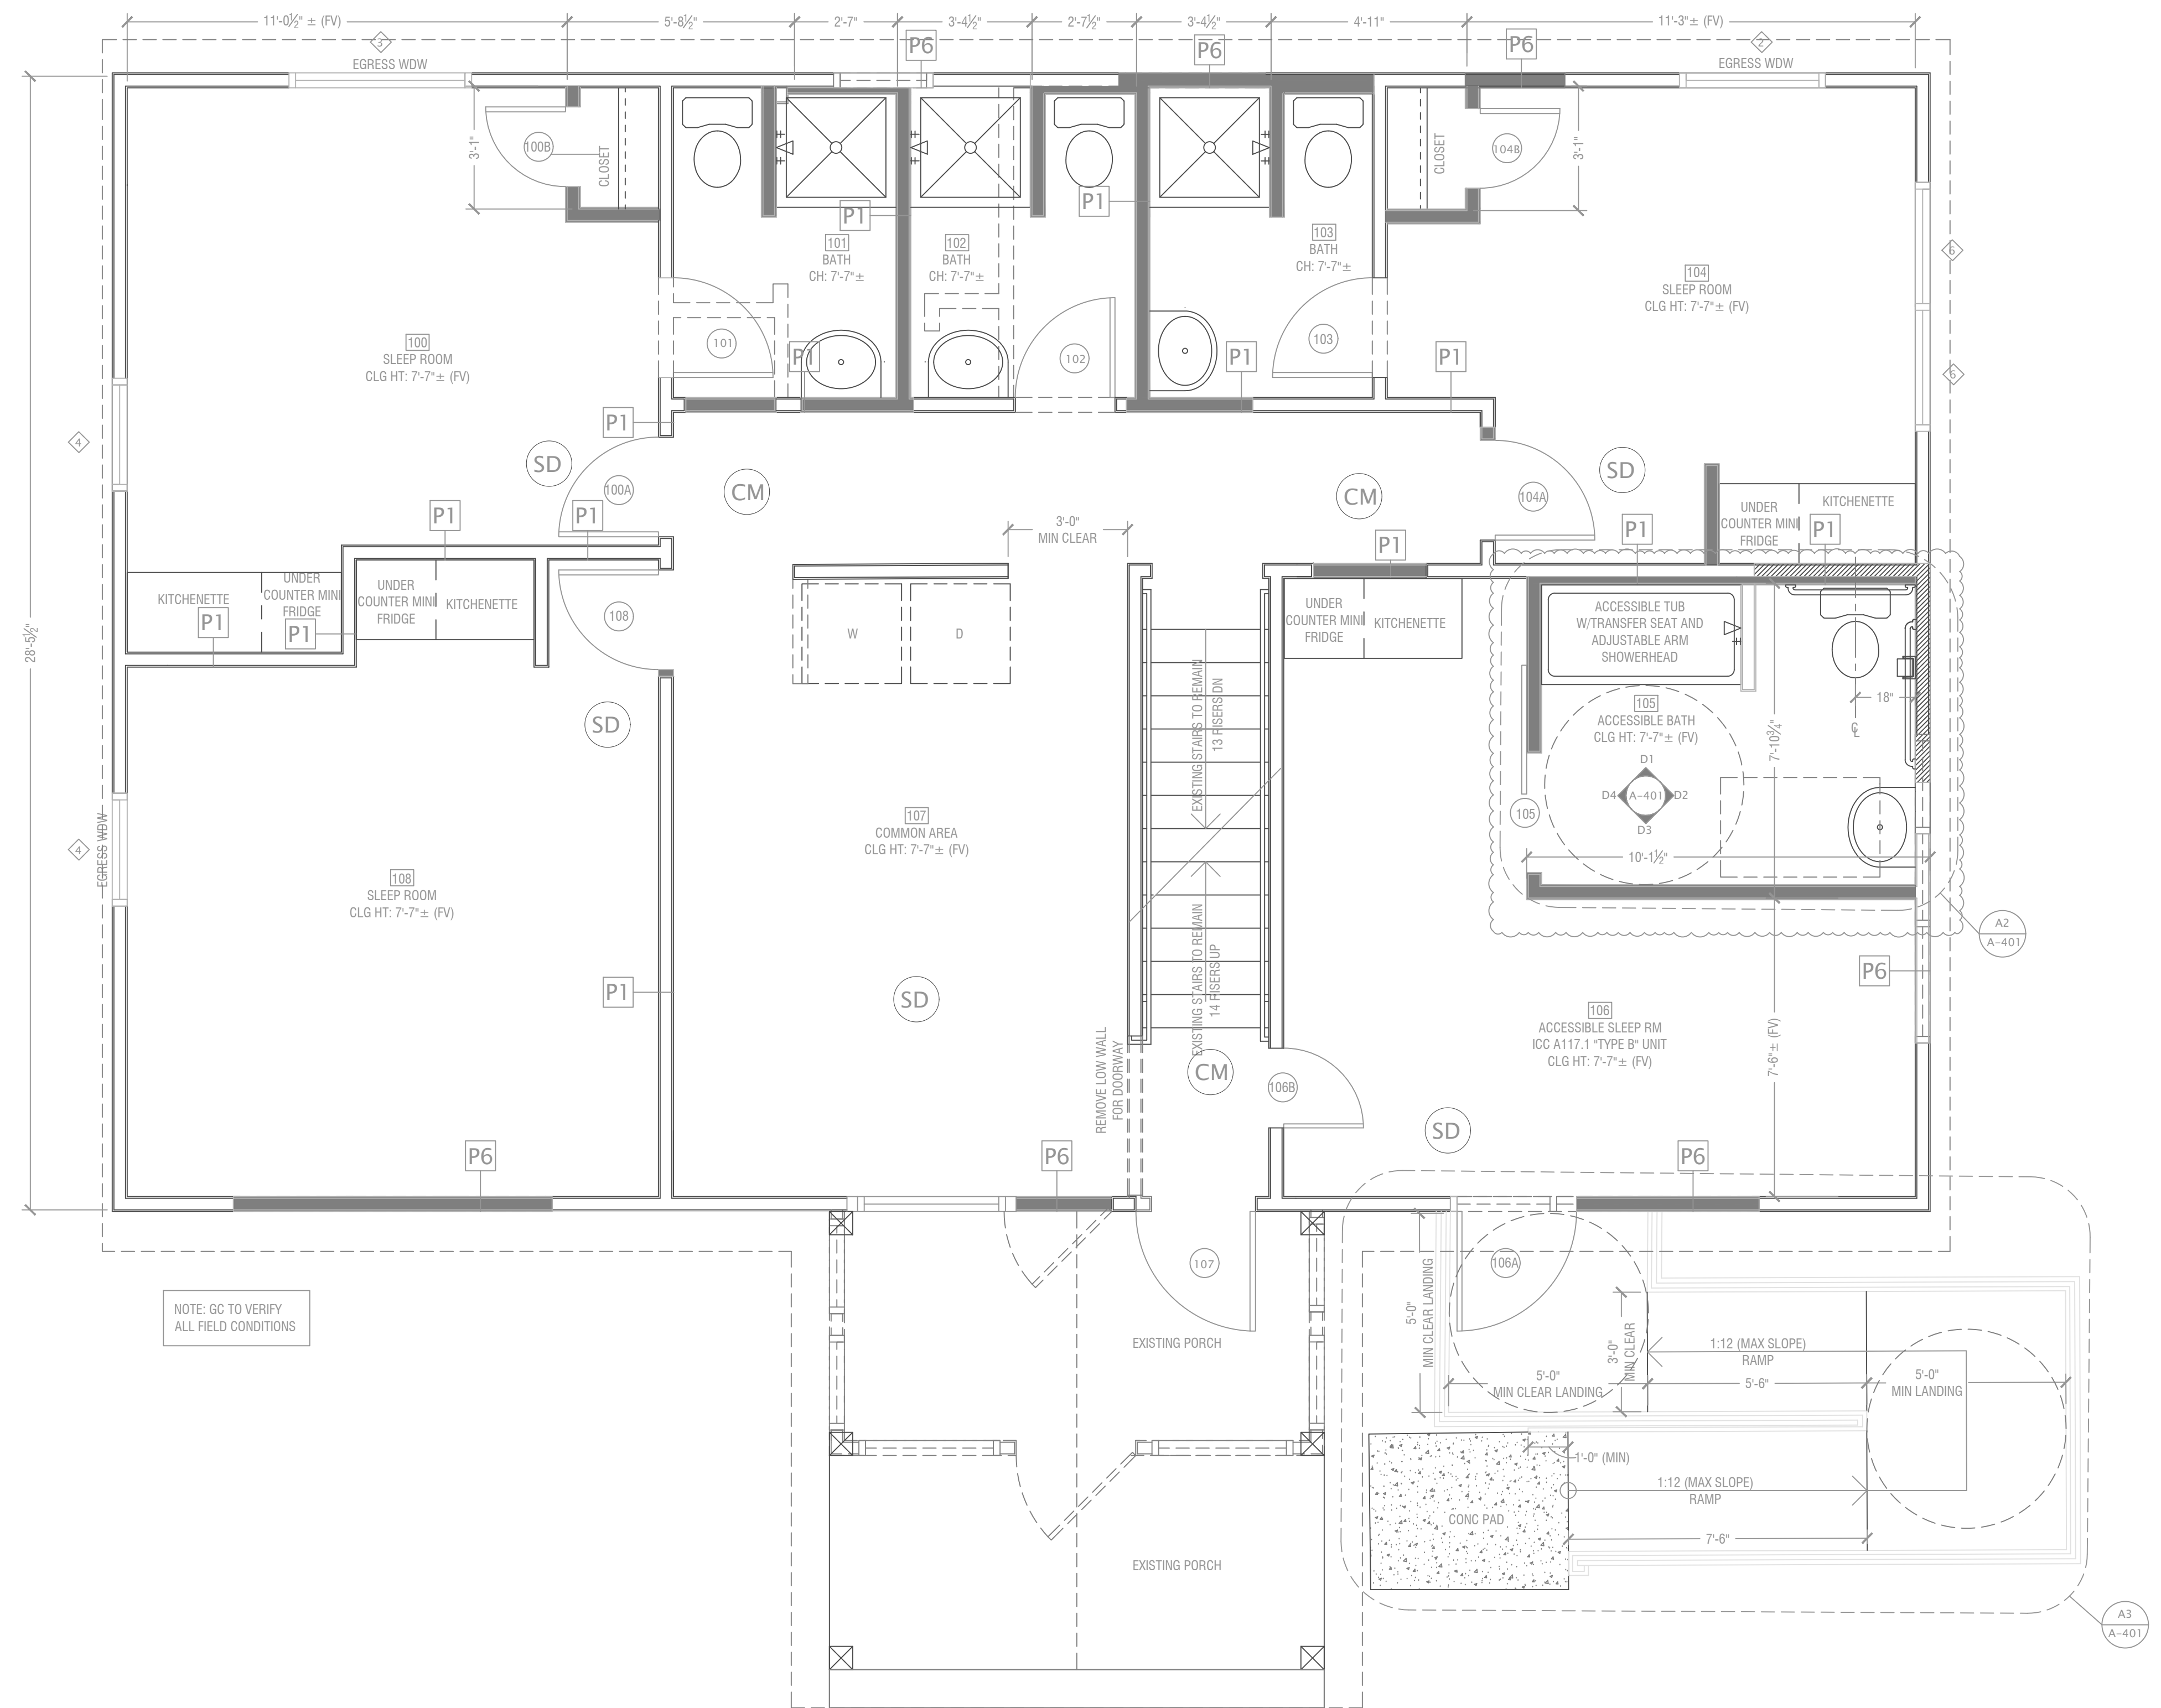 11'-0½" ± (FV)
5'-8½"
2'-7"
3'-4½"
2'-7½"
3'-4½"
4'-11"
11'-3"± (FV)
3
EGRESS WDW
P6
P6
P6
2
EGRESS WDW
3'-1"
100B
CLOSET
P1
P1
CLOSET
104B
3'-1"
101
BATH
CH: 7'-7"±
102
BATH
CH: 7'-7"±
103
BATH
CH: 7'-7"±
104
SLEEP ROOM
CLG HT: 7'-7"± (FV)
6
6
100
SLEEP ROOM
CLG HT: 7'-7"± (FV)
101
P1
102
P1
103
P1
4
P1
SD
100A
CM
CM
104A
SD
P1
P1
3'-0"
MIN CLEAR
P1
P1
UNDER
COUNTER MINI
FRIDGE
KITCHENETTE
P1
KITCHENETTE
P1
UNDER
COUNTER MINI
FRIDGE
P1
UNDER
COUNTER MINI
FRIDGE
KITCHENETTE
108
W
D
UNDER
COUNTER MINI
FRIDGE
KITCHENETTE
ACCESSIBLE TUB
W/TRANSFER SEAT AND
ADJUSTABLE ARM
SHOWERHEAD
28'-5½"
SD
EXISTING STAIRS TO REMAIN
13 RISERS DN
105
ACCESSIBLE BATH
CLG HT: 7'-7"± (FV)
18"
CL
7'-10¾"
D1
D4
A-401
D2
D3
105
10'-1½"
4
EGRESS WDW
107
COMMON AREA
CLG HT: 7'-7"± (FV)
108
SLEEP ROOM
CLG HT: 7'-7"± (FV)
EXISTING STAIRS TO REMAIN
14 RISERS UP
A2
A-401
P1
SD
P6
106
ACCESSIBLE SLEEP RM
ICC A117.1 "TYPE B" UNIT
CLG HT: 7'-7"± (FV)
7'-6"± (FV)
REMOVE LOW WALL
FOR DOORWAY
CM
106B
SD
P6
P6
P6
107
106A
NOTE: GC TO VERIFY
ALL FIELD CONDITIONS
EXISTING PORCH
5'-0"
MIN CLEAR LANDING
3'-0"
MIN CLEAR
1:12 (MAX SLOPE)
RAMP
5'-0"
MIN CLEAR LANDING
5'-6"
5'-0"
MIN LANDING
1'-0" (MIN)
1:12 (MAX SLOPE)
RAMP
CONC PAD
7'-6"
EXISTING PORCH
A3
A-401